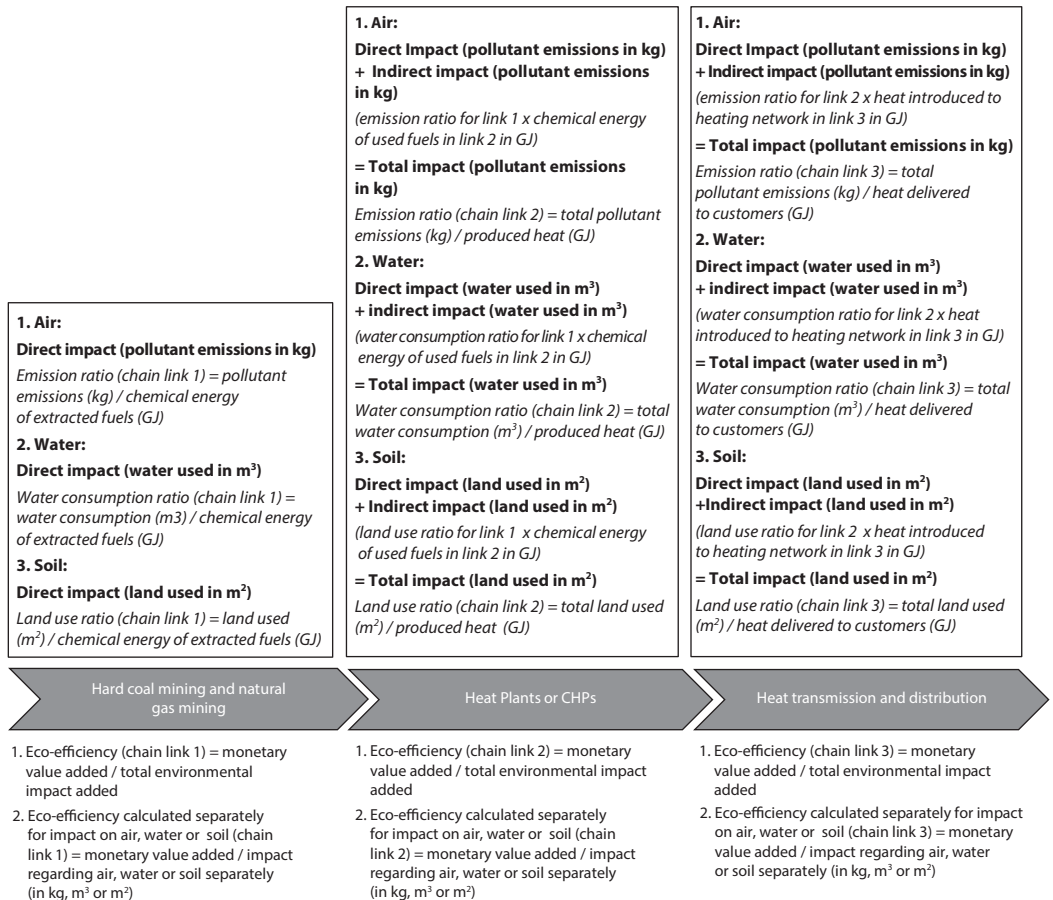 1. Air:
Direct impact (pollutant emissions in kg)
Emission ratio (chain link 1) = pollutant
emissions (kg) / chemical energy
of extracted fuels (GJ)
2. Water:
Direct impact (water used in m³)
Water consumption ratio (chain link 1) =
water consumption (m3) / chemical energy
of extracted fuels (GJ)
3. Soil:
Direct impact (land used in m²)
Land use ratio (chain link 1) = land used
(m²) / chemical energy of extracted fuels (GJ)
1. Air:
Direct Impact (pollutant emissions in kg)
+ Indirect impact (pollutant emissions
in kg)
(emission ratio for link 1 x chemical energy
of used fuels in link 2 in GJ)
= Total impact (pollutant emissions
in kg)
Emission ratio (chain link 2) = total pollutant
emissions (kg) / produced heat (GJ)
2. Water:
Direct impact (water used in m³)
+ indirect impact (water used in m³)
(water consumption ratio for link 1 x chemical
energy of used fuels in link 2 in GJ)
= Total impact (water used in m³)
Water consumption ratio (chain link 2) = total
water consumption (m³) / produced heat (GJ)
3. Soil:
Direct impact (land used in m²)
+ Indirect impact (land used in m²)
(land use ratio for link 1 x chemical energy
of used fuels in link 2 in GJ)
= Total impact (land used in m²)
Land use ratio (chain link 2) = total land used
(m²) / produced heat (GJ)
1. Air:
Direct Impact (pollutant emissions in kg)
+ Indirect impact (pollutant emissions in kg)
(emission ratio for link 2 x heat introduced to
heating network in link 3 in GJ)
= Total impact (pollutant emissions in kg)
Emission ratio (chain link 3) = total
pollutant emissions (kg) / heat delivered
to customers (GJ)
2. Water:
Direct impact (water used in m³)
+ indirect impact (water used in m³)
(water consumption ratio for link 2 x heat
introduced to heating network in link 3 in GJ)
= Total impact (water used in m³)
Water consumption ratio (chain link 3) = total
water consumption (m³) / heat delivered
to customers (GJ)
3. Soil:
Direct impact (land used in m²)
+Indirect impact (land used in m²)
(land use ratio for link 2 x heat introduced
to heating network in link 3 in GJ)
= Total impact (land used in m²)
Land use ratio (chain link 3) = total land used
(m²) / heat delivered to customers (GJ)
Hard coal mining and natural
gas mining
Heat Plants or CHPs
Heat transmission and distribution
1. Eco-efficiency (chain link 1) = monetary
value added / total environmental
impact added
2. Eco-efficiency calculated separately
for impact on air, water or soil (chain
link 1) = monetary value added / impact
regarding air, water or soil separately
(in kg, m³ or m²)
1. Eco-efficiency (chain link 2) = monetary
value added / total environmental impact
added
2. Eco-efficiency calculated separately
for impact on air, water or soil (chain
link 2) = monetary value added / impact
regarding air, water or soil separately
(in kg, m³ or m²)
1. Eco-efficiency (chain link 3) = monetary
value added / total environmental impact
added
2. Eco-efficiency calculated separately for impact
on air, water or soil (chain link 3) = monetary
value added / impact regarding air, water
or soil separately (in kg, m³ or m²)